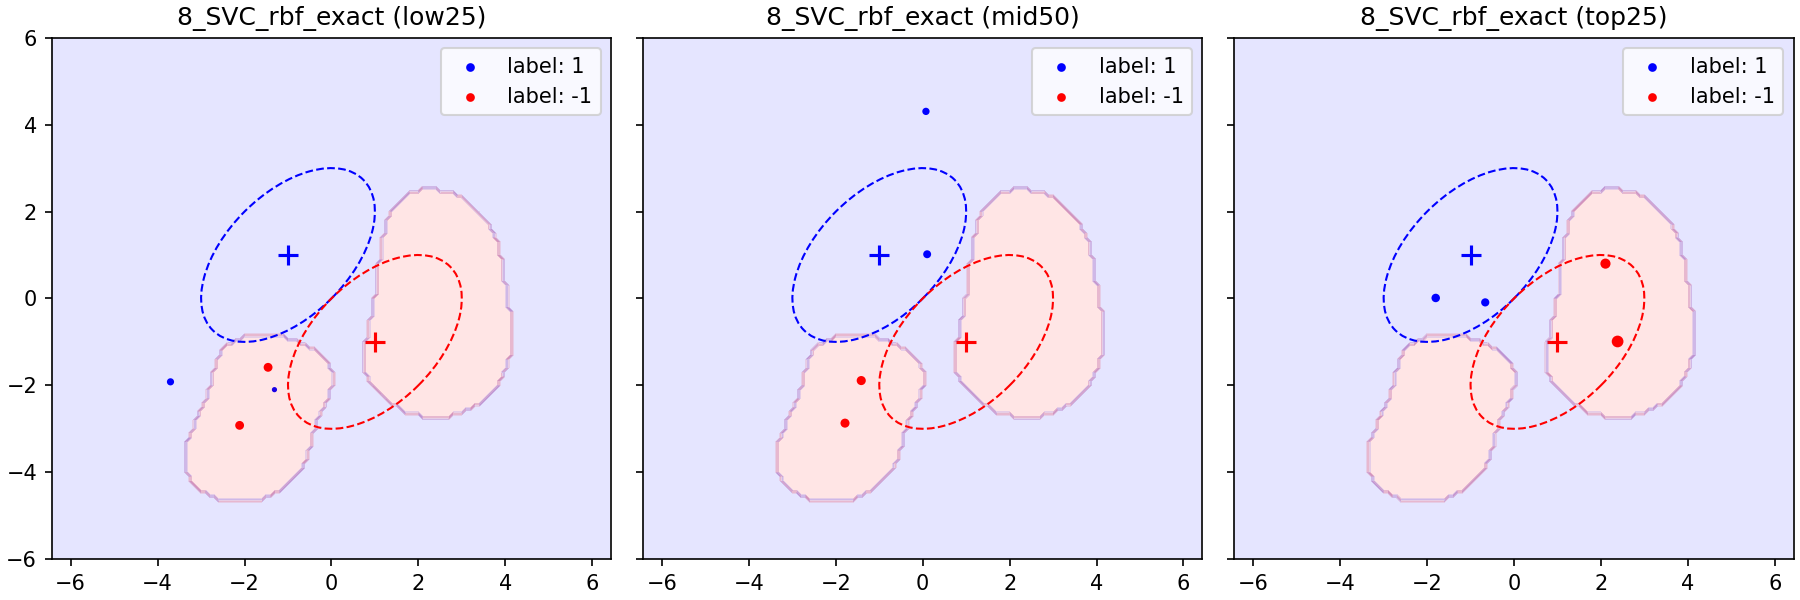 8_SVC_rbf_exact (low25)
8_SVC_rbf_exact (mid50)
8_SVC_rbf_exact (top25)
label: 1
label: -1
label: 1
label: -1
label: 1
label: -1
6
4
2
0
−2
−4
−6
−6 −4 −2 0 2 4 6
−6 −4 −2 0 2 4 6
−6 −4 −2 0 2 4 6